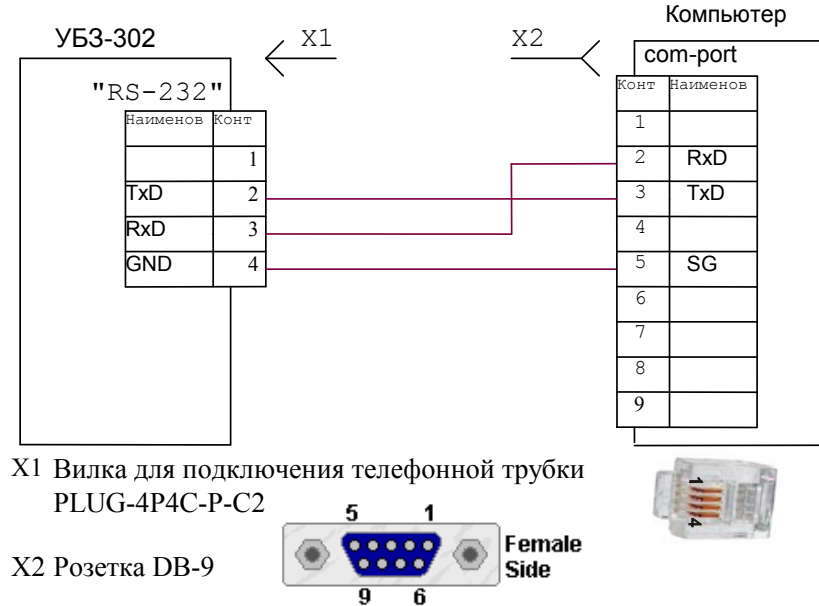 Компьютер
УБЗ-302
X1
X2
com-port
"RS-232"
Конт Наименов
Наименов Конт
1
1
2 RxD
TxD 2
3 TxD
RxD 3
4
GND 4
5 SG
6
7
8
9
X1 Вилка для подключения телефонной трубки
PLUG-4P4C-P-C2
1
4
5 1
Female
Side
X2 Розетка DB-9
9 6